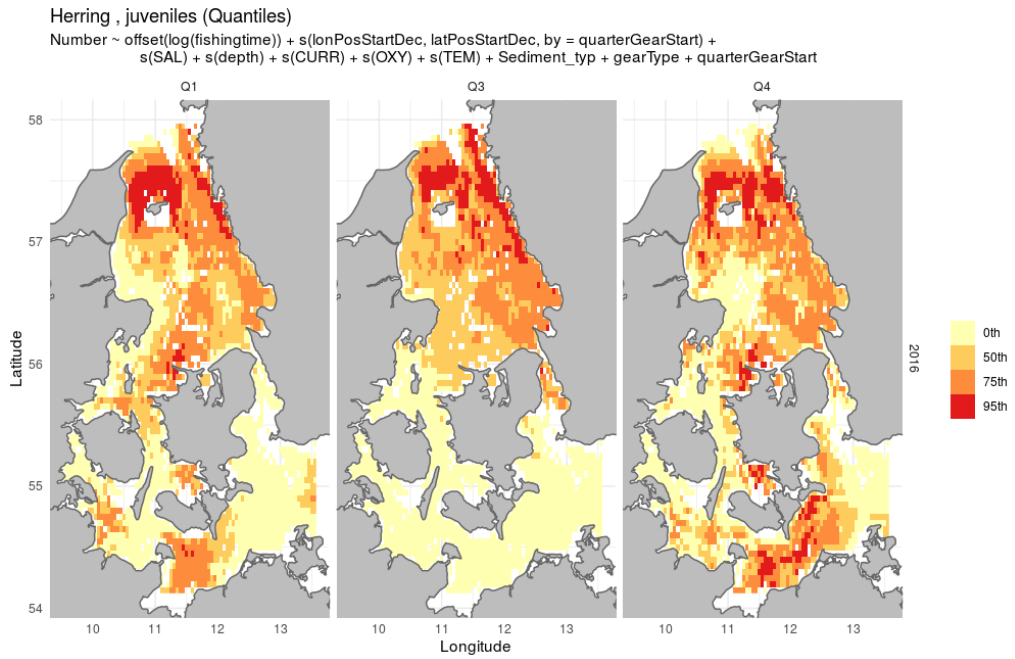 Herring , juveniles (Quantiles)
Number ~ offset(log(fishingtime)) + s(lonPosStartDec, latPosStartDec, by = quarterGearStart) +
s(SAL) + s(depth) + s(CURR) + s(OXY) + s(TEM) + Sediment_typ + gearType + quarterGearStart
Q1 Q3 Q4
58
57
56
55
54
Latitude
10 11 12 13 10 11 12 13 10 11 12 13
Longitude
2016
0th
50th
75th
95th